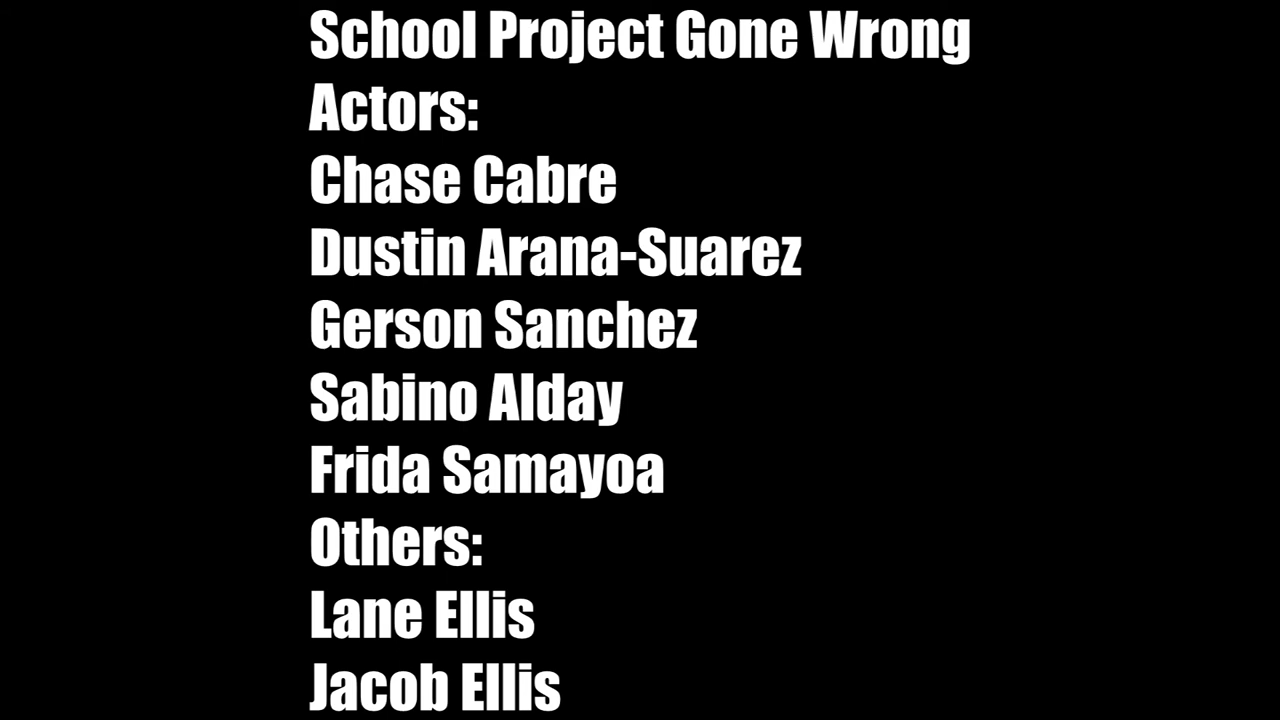 School Project Gone Wrong
Actors:
Chase Cabre
Dustin Arana-Suarez
Gerson Sanchez
Sabino Alday
Frida Samayoa
Others:
Lane Ellis
Jacob Ellis